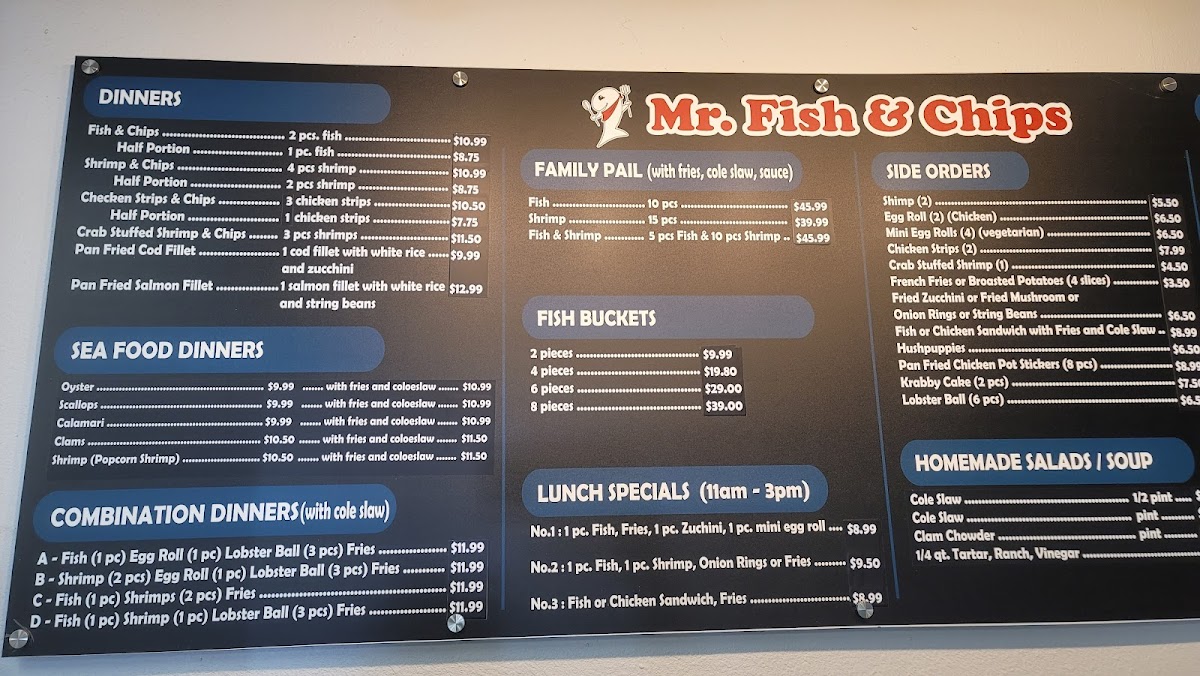 DINNERS
Fish & Chips ........ 2 pcs. fish ........ $10.99
Half Portion ........ 1 pc. fish ........ $8.75
Shrimp & Chips ........ 4 pcs shrimp ........ $10.99
Half Portion ........ 2 pcs shrimp ........ $8.75
Checken Strips & Chips ........ 3 chicken strips ........ $10.50
Half Portion ........ 1 chicken strips ........ $7.75
Crab Stuffed Shrimp & Chips ........ 3 pcs shrimps ........ $11.50
Pan Fried Cod Fillet ........ 1 cod fillet with white rice ...... $9.99
and zucchini
Pan Fried Salmon Fillet ........ 1 salmon fillet with white rice $12.99
and string beans
SEA FOOD DINNERS
Oyster ........ $9.99 ....... with fries and coloeslaw ....... $10.99
Scallops ........ $9.99 ....... with fries and coloeslaw ....... $10.99
Calamari ........ $9.99 ....... with fries and coloeslaw ....... $10.99
Clams ........ $10.50 ....... with fries and coloeslaw ....... $11.50
Shrimp (Popcorn Shrimp) ........ $10.50 ....... with fries and coloeslaw ....... $11.50
COMBINATION DINNERS (with cole slaw)
A - Fish (1 pc) Egg Roll (1 pc) Lobster Ball (3 pcs) Fries ........ $11.99
B - Shrimp (2 pcs) Egg Roll (1 pc) Lobster Ball (3 pcs) Fries ........ $11.99
C - Fish (1 pc) Shrimps (2 pcs) Fries ........ $11.99
D - Fish (1 pc) Shrimp (1 pc) Lobster Ball (3 pcs) Fries ........ $11.99
Mr. Fish & Chips
FAMILY PAIL (with fries, cole slaw, sauce)
Fish ........ 10 pcs ........ $45.99
Shrimp ........ 15 pcs ........ $39.99
Fish & Shrimp ........ 5 pcs Fish & 10 pcs Shrimp .. $45.99
FISH BUCKETS
2 pieces ........ $9.99
4 pieces ........ $19.80
6 pieces ........ $29.00
8 pieces ........ $39.00
LUNCH SPECIALS (11am - 3pm)
No.1 : 1 pc. Fish, Fries, 1 pc. Zuchini, 1 pc. mini egg roll .... $8.99
No.2 : 1 pc. Fish, 1 pc. Shrimp, Onion Rings or Fries ........ $9.50
No.3 : Fish or Chicken Sandwich, Fries ........ $8.99
SIDE ORDERS
Shimp (2) ........ $5.50
Egg Roll (2) (Chicken) ........ $6.50
Mini Egg Rolls (4) (vegetarian) ........ $6.50
Chicken Strips (2) ........ $7.99
Crab Stuffed Shrimp (1) ........ $4.50
French Fries or Broasted Potatoes (4 slices) ........ $3.50
Fried Zucchini or Fried Mushroom or
Onion Rings or String Beans ........ $6.50
Fish or Chicken Sandwich with Fries and Cole Slaw .. $8.99
Hushpuppies ........ $6.50
Pan Fried Chicken Pot Stickers (8 pcs) ........ $8.99
Krabby Cake (2 pcs) ........
Lobster Ball (6 pcs) ........
HOMEMADE SALADS / SOUP
Cole Slaw ........ 1/2 pint .....
Cole Slaw ........ pint ........
Clam Chowder ........ pint ........
1/4 qt. Tartar, Ranch, Vinegar ........